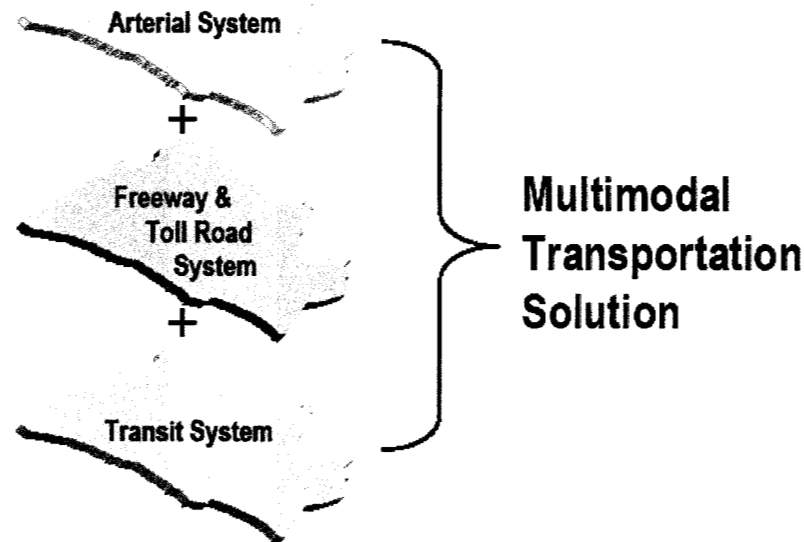 Arterial System
+
Freeway &
Toll Road
System
+
Transit System
Multimodal
Transportation
Solution